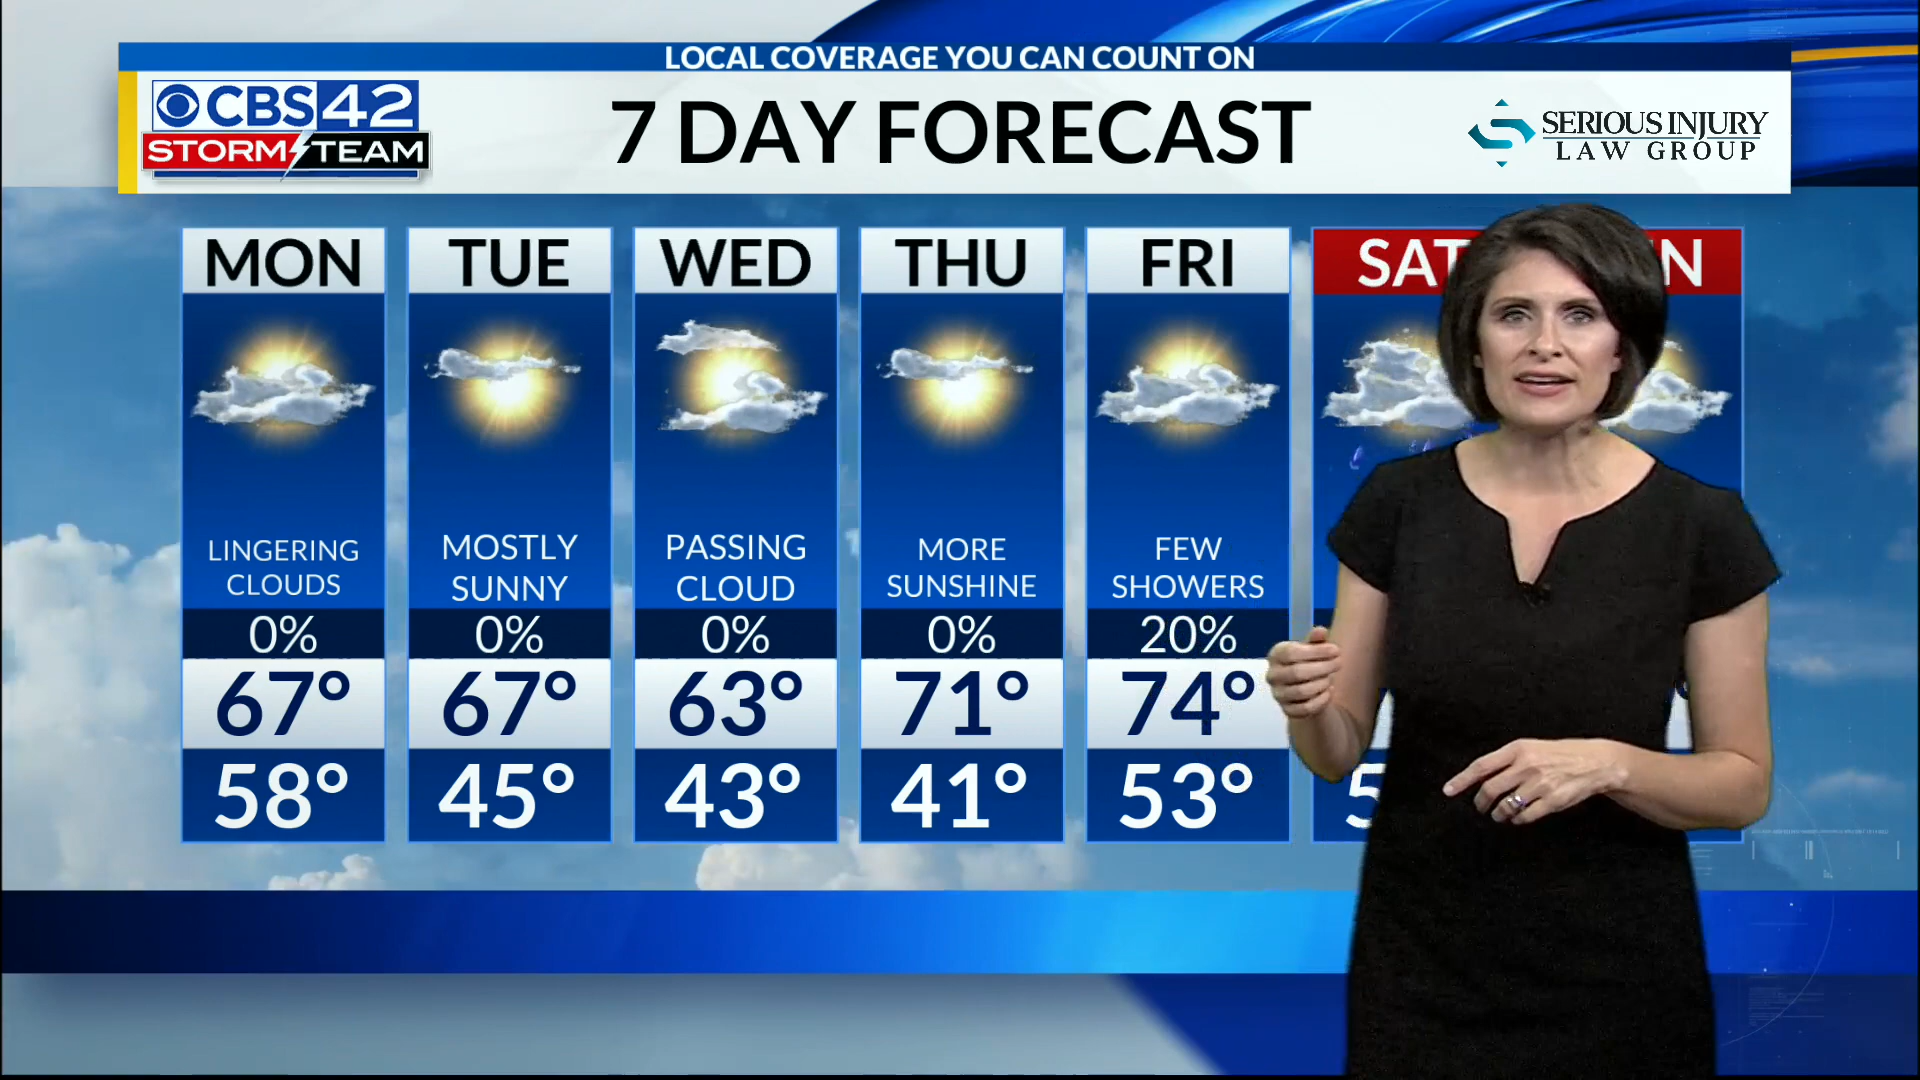 LOCAL COVERAGE YOU CAN COUNT ON
CBS 42
STORM TEAM
7 DAY FORECAST
SERIOUS INJURY
LAW GROUP
MON TUE WED THU FRI
LINGERING CLOUDS
MOSTLY SUNNY
PASSING CLOUD
MORE SUNSHINE
FEW SHOWERS
0% 0% 0% 0% 20%
67° 67° 63° 71° 74°
58° 45° 43° 41° 53°